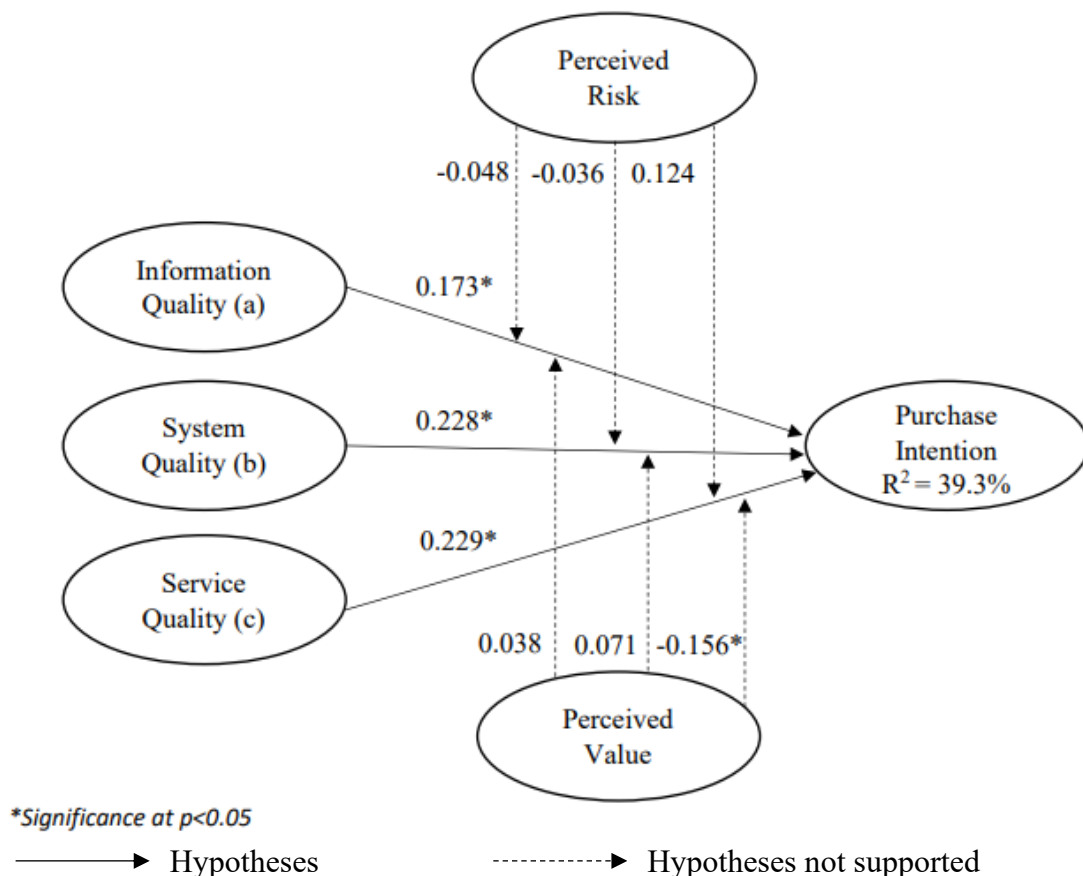 Perceived
Risk
-0.048
-0.036
0.124
Information
Quality (a)
0.173*
System
Quality (b)
0.228*
Purchase
Intention
R² = 39.3%
Service
Quality (c)
0.229*
0.038
0.071
-0.156*
Perceived
Value
*Significance at p<0.05
Hypotheses
Hypotheses not supported